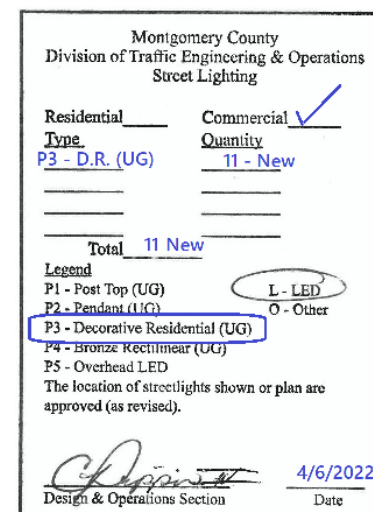 Montgomery County
Division of Traffic Engineering & Operations
Street Lighting
Residential Commercial ✓
Type Quantity
P3 - D.R. (UG) 11 - New
Total 11 New
Legend
P1 - Post Top (UG) L - LED
P2 - Pendant (UG) O - Other
P3 - Decorative Residential (UG)
P4 - Bronze Rectilinear (UG)
P5 - Overhead LED
The location of streetlights shown or plan are
approved (as revised).
4/6/2022
Design & Operations Section Date